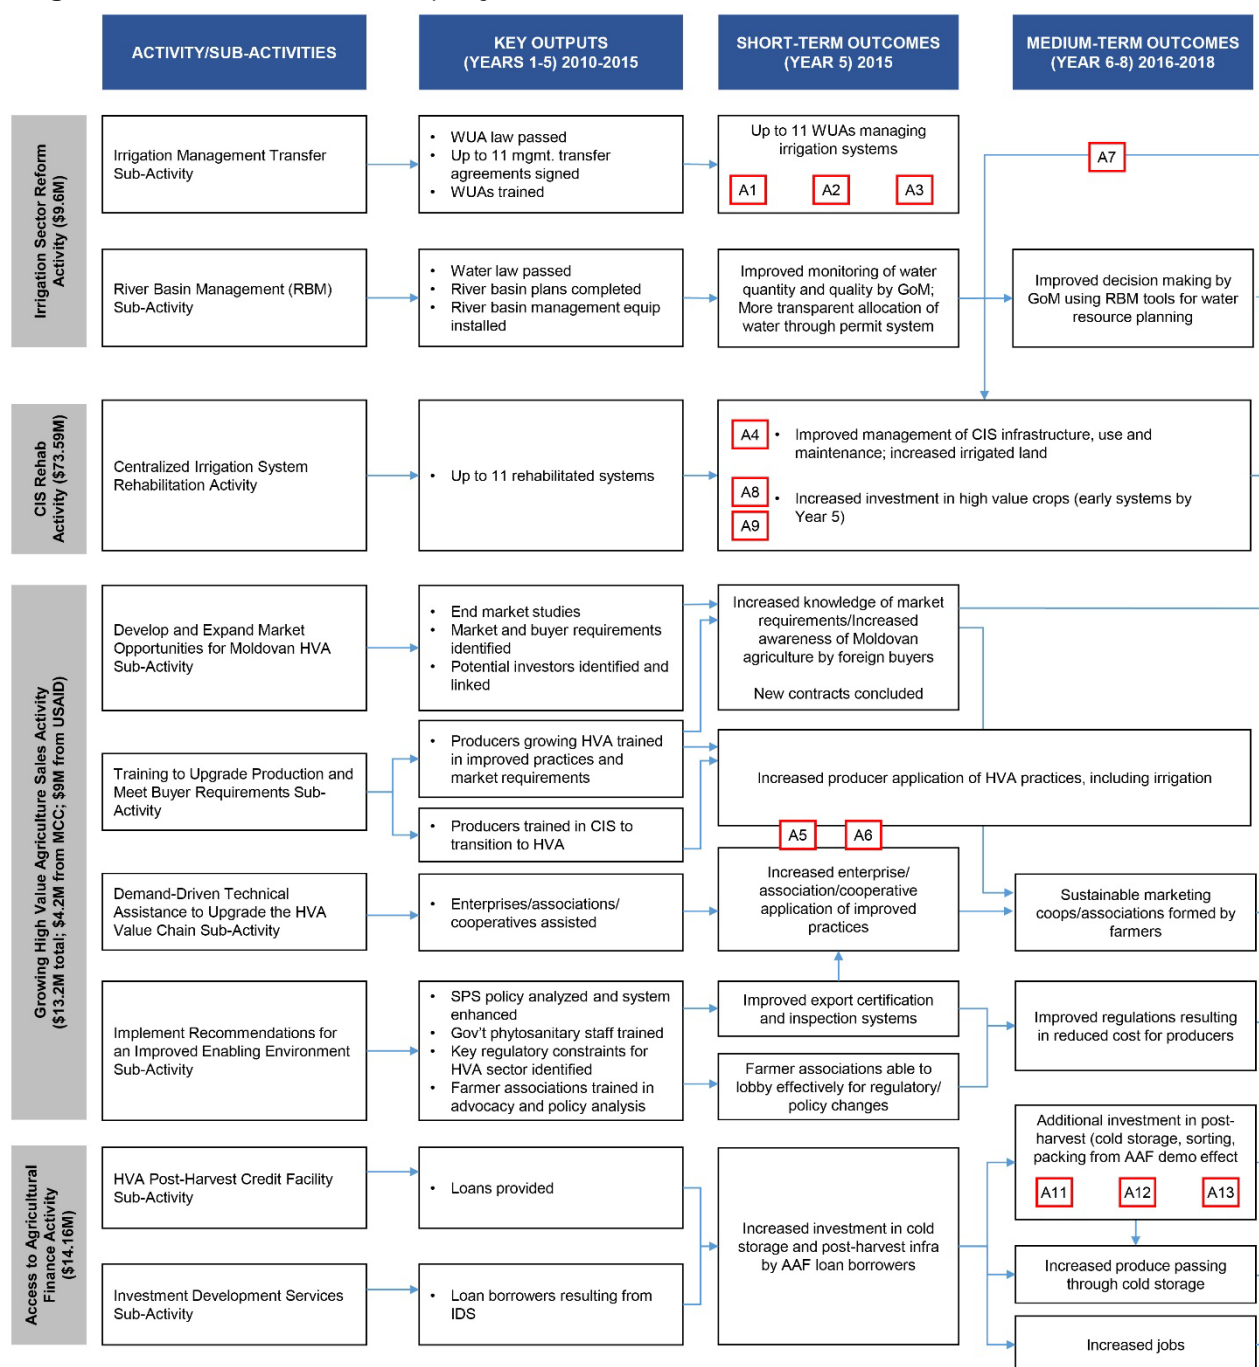 ACTIVITY/SUB-ACTIVITIES
KEY OUTPUTS
(YEARS 1-5) 2010-2015
SHORT-TERM OUTCOMES
(YEAR 5) 2015
MEDIUM-TERM OUTCOMES
(YEAR 6-8) 2016-2018
Irrigation Sector Reform
Activity ($9.6M)
Irrigation Management Transfer
Sub-Activity
• WUA law passed
• Up to 11 mgmt. transfer
agreements signed
• WUAs trained
Up to 11 WUAs managing
irrigation systems
A1
A2
A3
A7
River Basin Management (RBM)
Sub-Activity
• Water law passed
• River basin plans completed
• River basin management equip
installed
Improved monitoring of water
quantity and quality by GoM;
More transparent allocation of
water through permit system
Improved decision making by
GoM using RBM tools for water
resource planning
CIS Rehab
Activity ($73.59M)
Centralized Irrigation System
Rehabilitation Activity
• Up to 11 rehabilitated systems
A4
• Improved management of CIS infrastructure, use and
maintenance; increased irrigated land
A8
A9
• Increased investment in high value crops (early systems by
Year 5)
Growing High Value Agriculture Sales Activity
($13.2M total; $4.2M from MCC; $9M from USAID)
Develop and Expand Market
Opportunities for Moldovan HVA
Sub-Activity
• End market studies
• Market and buyer requirements
identified
• Potential investors identified and
linked
Increased knowledge of market
requirements/Increased
awareness of Moldovan
agriculture by foreign buyers
New contracts concluded
Training to Upgrade Production and
Meet Buyer Requirements Sub-
Activity
• Producers growing HVA trained
in improved practices and
market requirements
• Producers trained in CIS to
transition to HVA
Increased producer application of HVA practices, including irrigation
A5
A6
Demand-Driven Technical
Assistance to Upgrade the HVA
Value Chain Sub-Activity
• Enterprises/associations/
cooperatives assisted
Increased enterprise/
association/cooperative
application of improved
practices
Sustainable marketing
coops/associations formed by
farmers
Implement Recommendations for
an Improved Enabling Environment
Sub-Activity
• SPS policy analyzed and system
enhanced
• Gov't phytosanitary staff trained
• Key regulatory constraints for
HVA sector identified
• Farmer associations trained in
advocacy and policy analysis
Improved export certification
and inspection systems
Farmer associations able to
lobby effectively for regulatory/
policy changes
Improved regulations resulting
in reduced cost for producers
Access to Agricultural
Finance Activity
($14.16M)
HVA Post-Harvest Credit Facility
Sub-Activity
• Loans provided
Investment Development Services
Sub-Activity
• Loan borrowers resulting from
IDS
Increased investment in cold
storage and post-harvest infra
by AAF loan borrowers
Additional investment in post-
harvest (cold storage, sorting,
packing from AAF demo effect
A11
A12
A13
Increased produce passing
through cold storage
Increased jobs